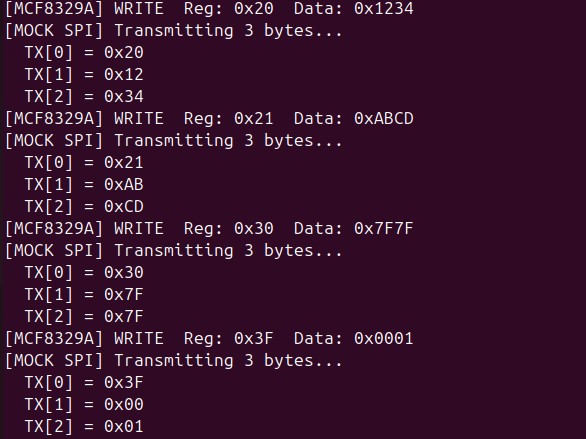 [MCF8329A] WRITE  Reg: 0x20  Data: 0x1234
[MOCK SPI] Transmitting 3 bytes...
  TX[0] = 0x20
  TX[1] = 0x12
  TX[2] = 0x34
[MCF8329A] WRITE  Reg: 0x21  Data: 0xABCD
[MOCK SPI] Transmitting 3 bytes...
  TX[0] = 0x21
  TX[1] = 0xAB
  TX[2] = 0xCD
[MCF8329A] WRITE  Reg: 0x30  Data: 0x7F7F
[MOCK SPI] Transmitting 3 bytes...
  TX[0] = 0x30
  TX[1] = 0x7F
  TX[2] = 0x7F
[MCF8329A] WRITE  Reg: 0x3F  Data: 0x0001
[MOCK SPI] Transmitting 3 bytes...
  TX[0] = 0x3F
  TX[1] = 0x00
  TX[2] = 0x01